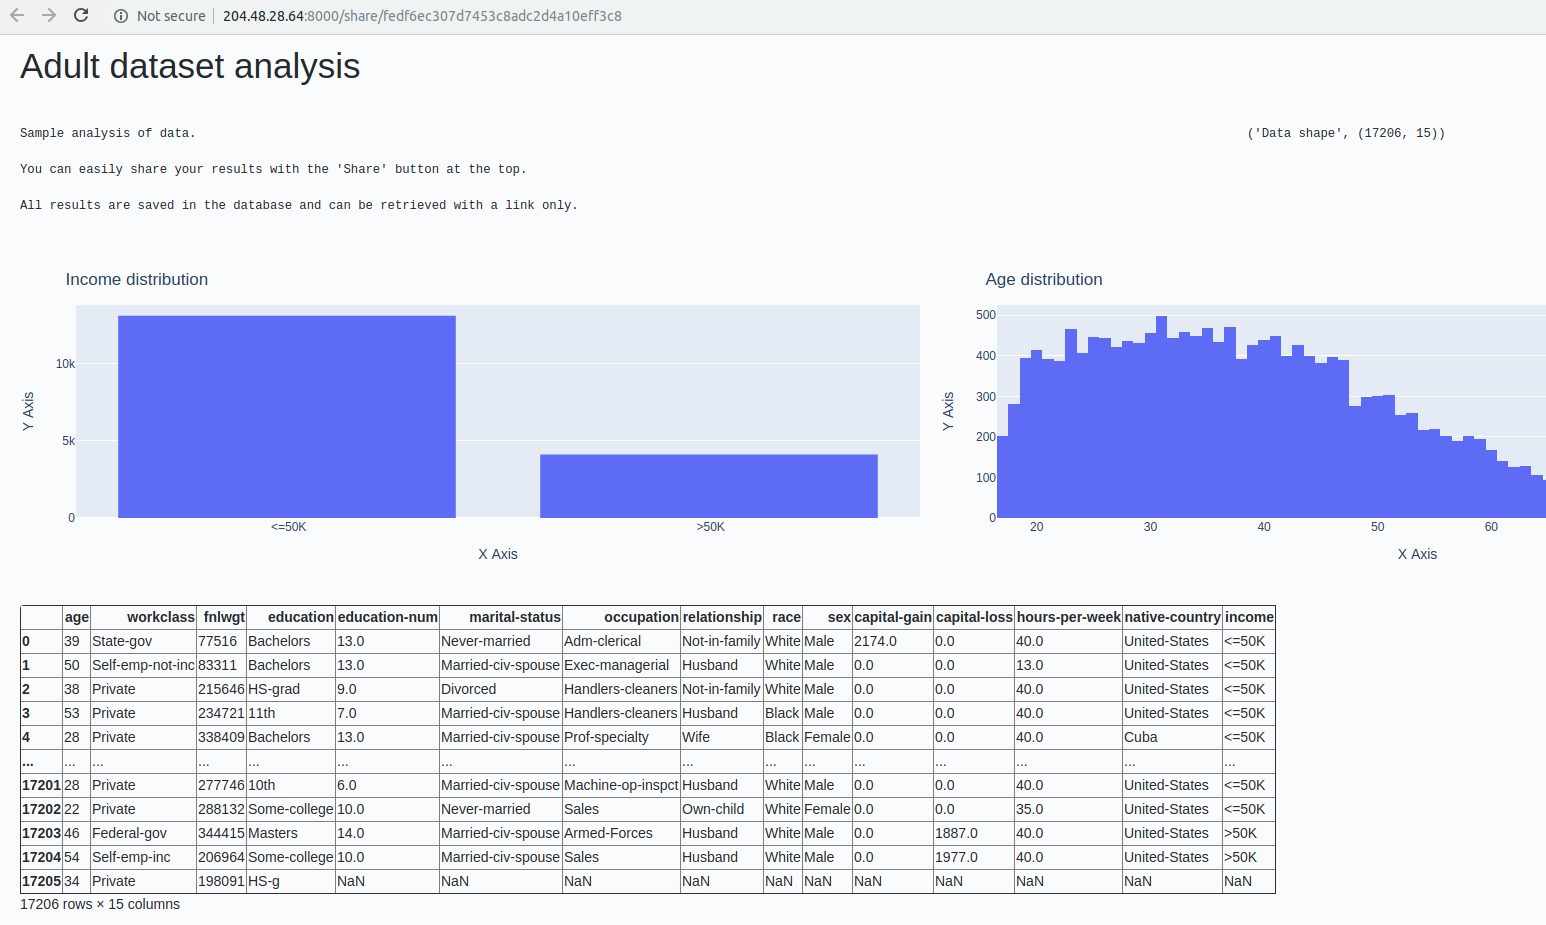 Not secure 204.48.28.64:8000/share/fedf6ec307d7453c8adc2d4a10eff3c8
Adult dataset analysis
Sample analysis of data.
('Data shape', (17206, 15))
You can easily share your results with the 'Share' button at the top.
All results are saved in the database and can be retrieved with a link only.
Income distribution
10k
5k
0
Y Axis
<=50K >50K
X Axis
Age distribution
500
400
300
200
100
0
Y Axis
20 30 40 50 60
X Axis
age workclass fnlwgt education education-num marital-status occupation relationship race sex capital-gain capital-loss hours-per-week native-country income
0 39 State-gov 77516 Bachelors 13.0 Never-married Adm-clerical Not-in-family White Male 2174.0 0.0 40.0 United-States <=50K
1 50 Self-emp-not-inc 83311 Bachelors 13.0 Married-civ-spouse Exec-managerial Husband White Male 0.0 0.0 13.0 United-States <=50K
2 38 Private 215646 HS-grad 9.0 Divorced Handlers-cleaners Not-in-family White Male 0.0 0.0 40.0 United-States <=50K
3 53 Private 234721 11th 7.0 Married-civ-spouse Handlers-cleaners Husband Black Male 0.0 0.0 40.0 United-States <=50K
4 28 Private 338409 Bachelors 13.0 Married-civ-spouse Prof-specialty Wife Black Female 0.0 0.0 40.0 Cuba <=50K
... ... ... ... ... ... ... ... ... ... ... ... ... ... ... ...
17201 28 Private 277746 10th 6.0 Married-civ-spouse Machine-op-inspct Husband White Male 0.0 0.0 40.0 United-States <=50K
17202 22 Private 288132 Some-college 10.0 Never-married Sales Own-child White Female 0.0 0.0 35.0 United-States <=50K
17203 46 Federal-gov 344415 Masters 14.0 Married-civ-spouse Armed-Forces Husband White Male 0.0 1887.0 40.0 United-States >50K
17204 54 Self-emp-inc 206964 Some-college 10.0 Married-civ-spouse Sales Husband White Male 0.0 1977.0 40.0 United-States >50K
17205 34 Private 198091 HS-g NaN NaN NaN NaN NaN NaN NaN NaN NaN NaN NaN
17206 rows × 15 columns